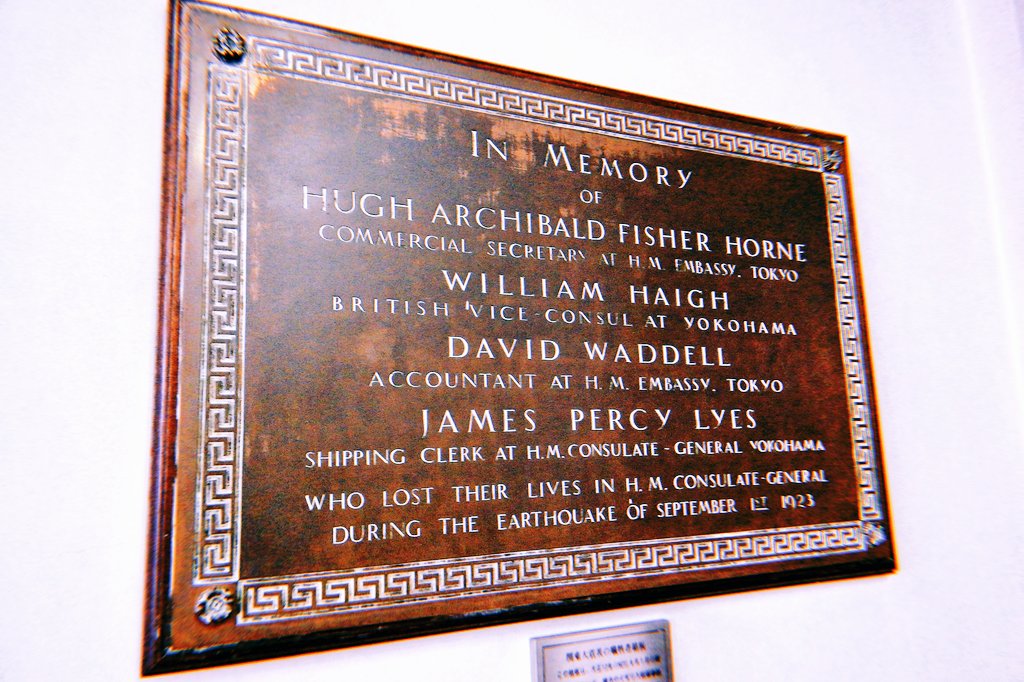 In Memory
OF
HUGH ARCHIBALD FISHER HORNE
COMMERCIAL SECRETARY AT H.M. EMBASSY, TOKYO
WILLIAM HAIGH
BRITISH VICE-CONSUL AT YOKOHAMA
DAVID WADDELL
ACCOUNTANT AT H.M. EMBASSY, TOKYO
JAMES PERCY LYES
SHIPPING CLERK AT H.M. CONSULATE-GENERAL YOKOHAMA
WHO LOST THEIR LIVES IN H.M. CONSULATE-GENERAL
DURING THE EARTHQUAKE OF SEPTEMBER 1ST 1923